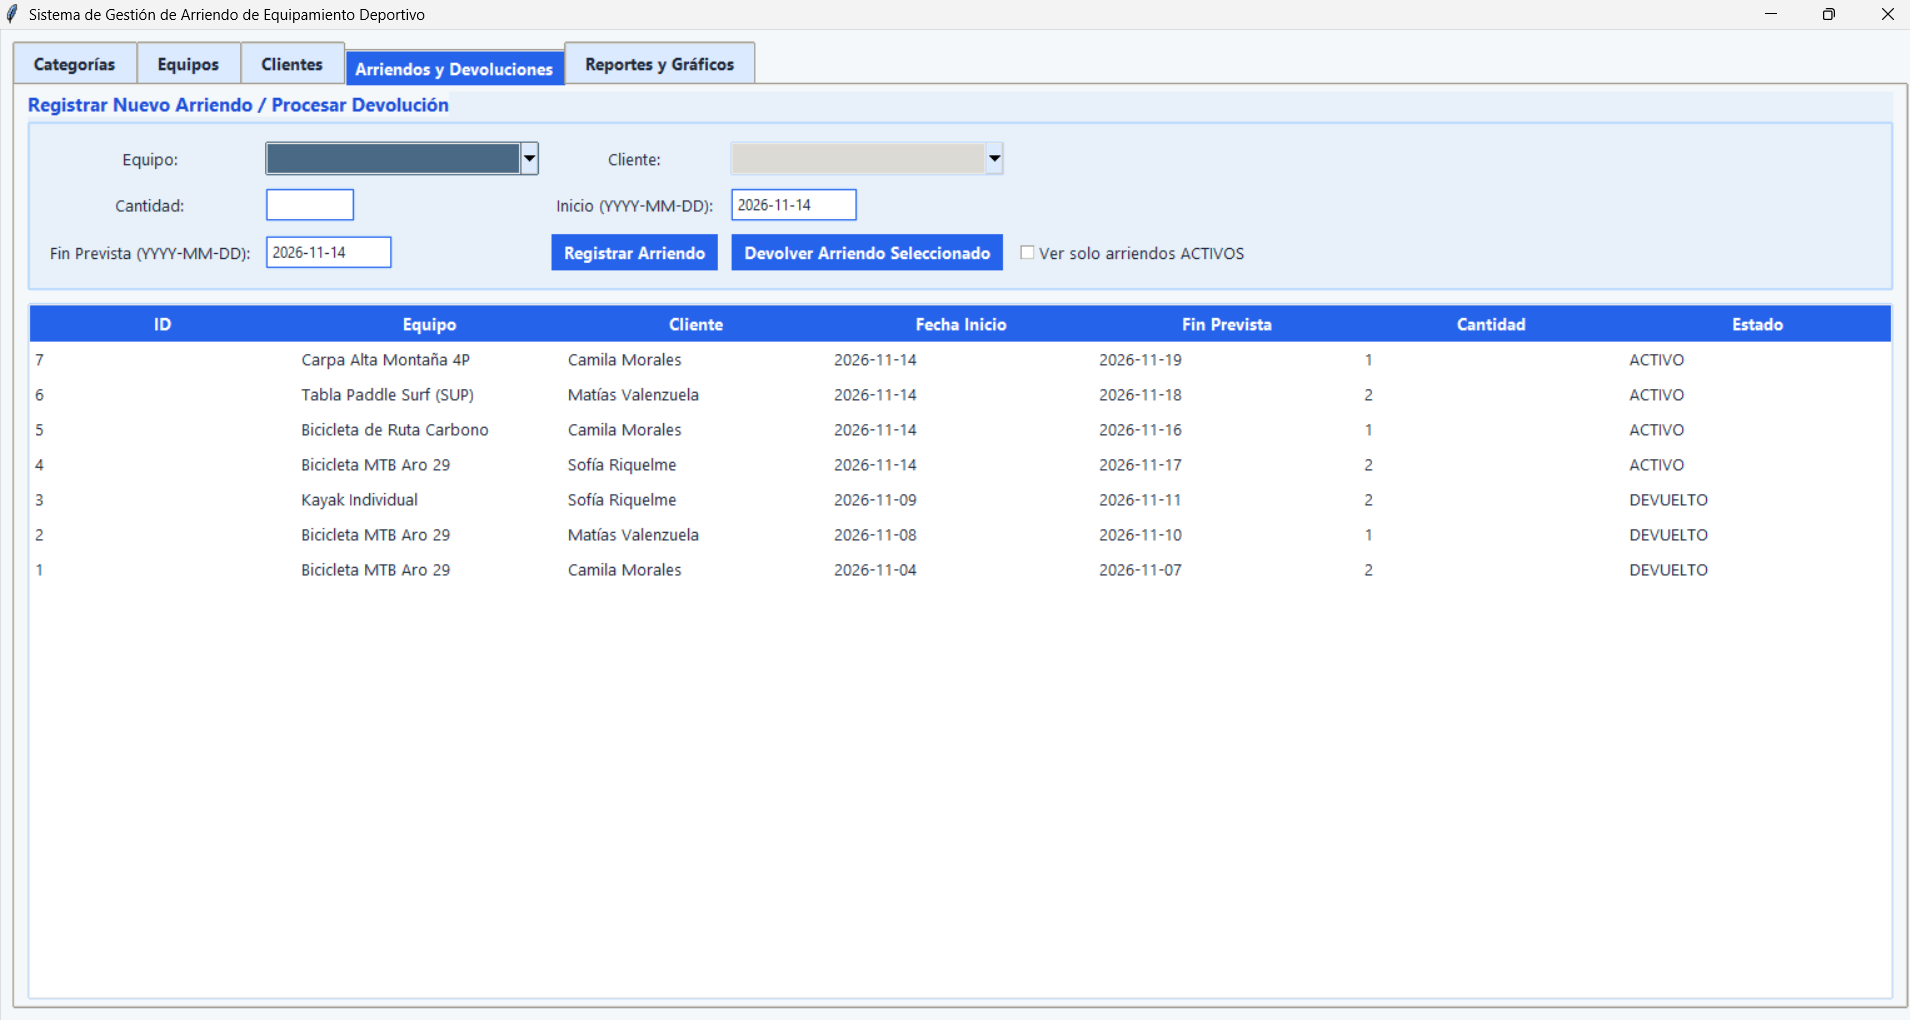 Sistema de Gestión de Arriendo de Equipamiento Deportivo
Categorías Equipos Clientes Arriendos y Devoluciones Reportes y Gráficos
Registrar Nuevo Arriendo / Procesar Devolución
Equipo: Cliente:
Cantidad: Inicio (YYYY-MM-DD): 2026-11-14
Fin Prevista (YYYY-MM-DD): 2026-11-14 Registrar Arriendo Devolver Arriendo Seleccionado Ver solo arriendos ACTIVOS
ID Equipo Cliente Fecha Inicio Fin Prevista Cantidad Estado
7 Carpa Alta Montaña 4P Camila Morales 2026-11-14 2026-11-19 1 ACTIVO
6 Tabla Paddle Surf (SUP) Matías Valenzuela 2026-11-14 2026-11-18 2 ACTIVO
5 Bicicleta de Ruta Carbono Camila Morales 2026-11-14 2026-11-16 1 ACTIVO
4 Bicicleta MTB Aro 29 Sofía Riquelme 2026-11-14 2026-11-17 2 ACTIVO
3 Kayak Individual Sofía Riquelme 2026-11-09 2026-11-11 2 DEVUELTO
2 Bicicleta MTB Aro 29 Matías Valenzuela 2026-11-08 2026-11-10 1 DEVUELTO
1 Bicicleta MTB Aro 29 Camila Morales 2026-11-04 2026-11-07 2 DEVUELTO